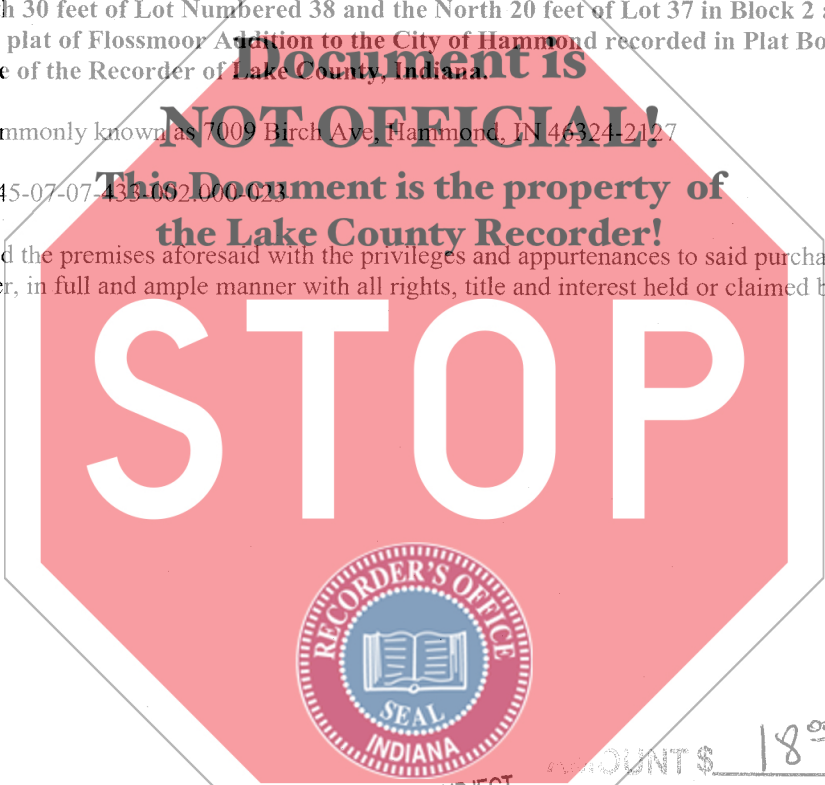 h 30 feet of Lot Numbered 38 and the North 20 feet of Lot 37 in Block 2
plat of Flossmoor Addition to the City of Hammond recorded in Plat Bo
e of the Recorder of Lake County, Indiana.
Document is
mmonly known as 7009 Birch Ave, Hammond, IN 46324-2127
NOT OFFICIAL!
45-07-07-433-002.000-023
This Document is the property of
the Lake County Recorder!
d the premises aforesaid with the privileges and appurtenances to said purcha
er, in full and ample manner with all rights, title and interest held or claimed b
STOP
RECORDER'S OFFICE
SEAL
INDIANA
AMOUNT $ 18 00